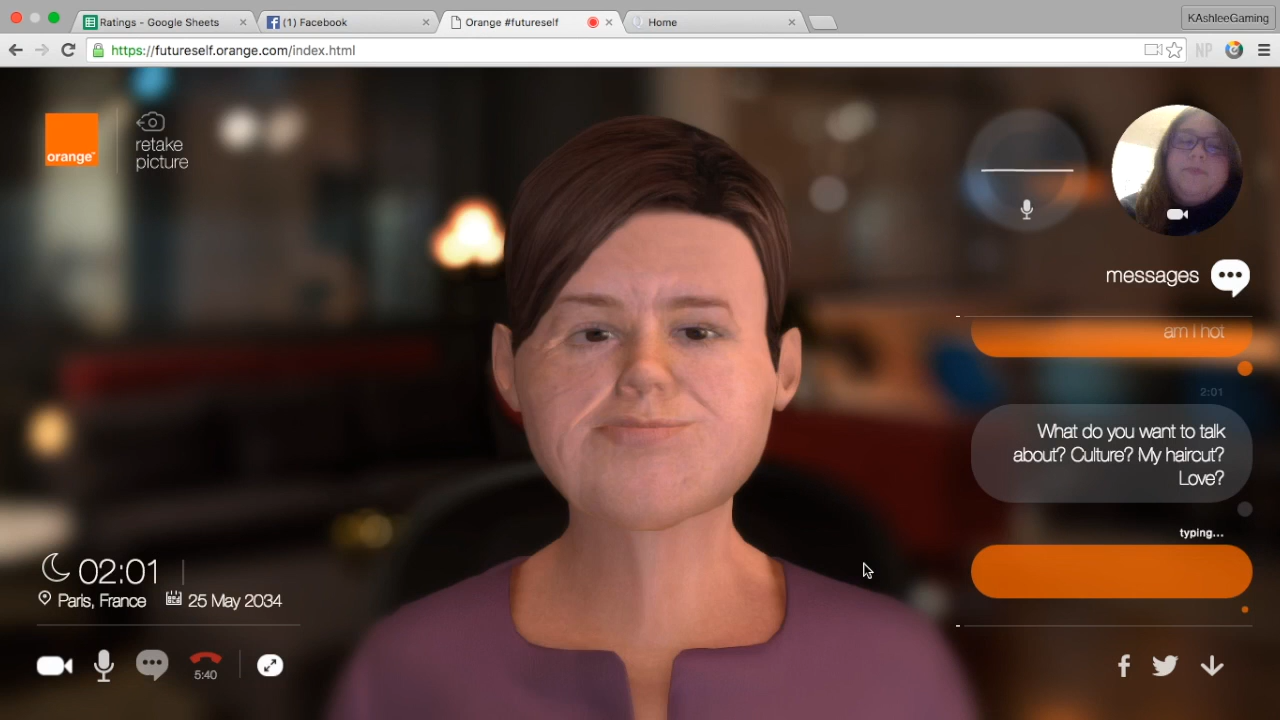 Ratings - Google Sheets
(1) Facebook
Orange #futureself
Home
KAshleeGaming
https://futureself.orange.com/index.html
NP
orange™
retake
picture
messages
am i hot
2:01
What do you want to talk
about? Culture? My haircut?
Love?
typing...
02:01
Paris, France
25 May 2034
5:40